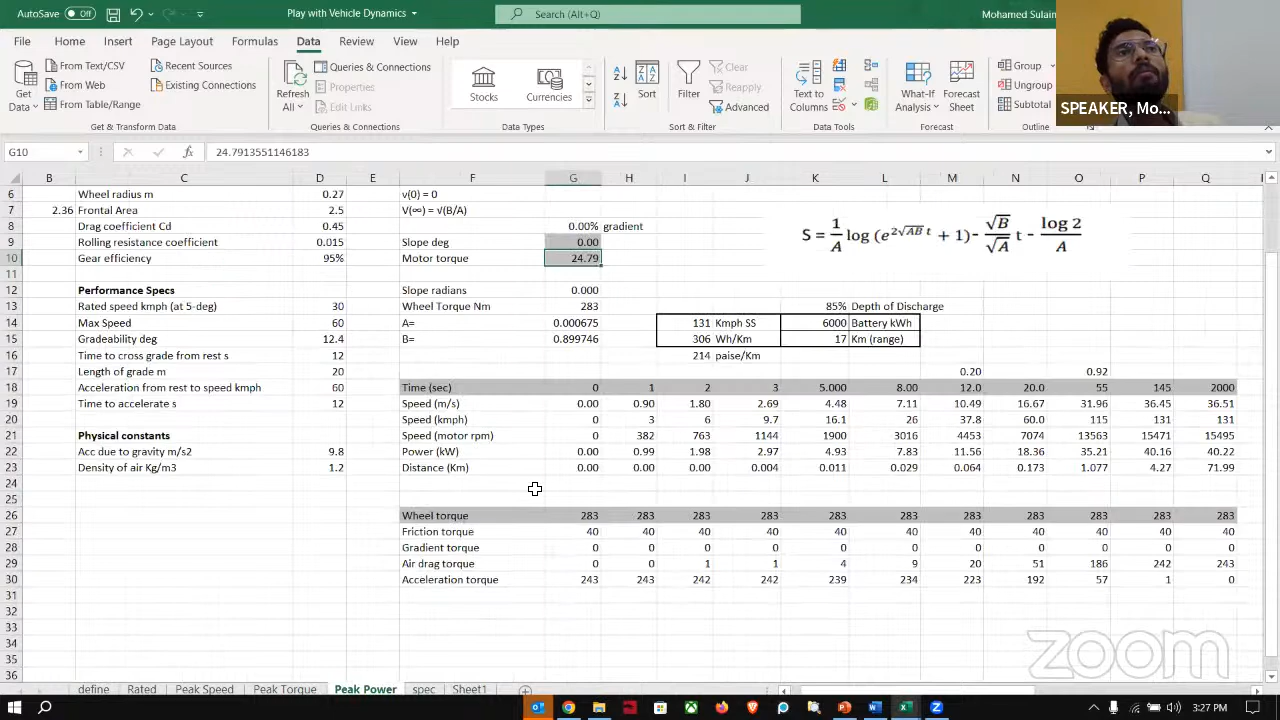 AutoSave Off Play with Vehicle Dynamics Search (Alt+Q) Mohamed Sulain
File Home Insert Page Layout Formulas Data Review View Help
Get Data From Text/CSV From Web From Table/Range Recent Sources Existing Connections
Refresh All Queries & Connections Properties Edit Links
Stocks Currencies
Sort Filter Clear Reapply Advanced
Text to Columns What-If Analysis Forecast Sheet Group Ungroup Subtotal
Get & Transform Data Queries & Connections Data Types Sort & Filter Data Tools Forecast Outline
SPEAKER, Mo...
G10 fx 24.7913551146183
B C D E F G H I J K L M N O P Q
6 Wheel radius m 0.27 v(0) = 0
7 2.36 Frontal Area 2.5 V(∞) = √(B/A)
8 Drag coefficient Cd 0.45 0.00% gradient
S = 1/A log (e^2√AB t + 1) - √B/√A t - log 2/A
9 Rolling resistance coefficient 0.015 Slope deg 0.00
10 Gear efficiency 95% Motor torque 24.79
11
12 Performance Specs Slope radians 0.000
13 Rated speed kmph (at 5-deg) 30 Wheel Torque Nm 283 85% Depth of Discharge
14 Max Speed 60 A= 0.000675 131 Kmph SS 6000 Battery kWh
15 Gradeability deg 12.4 B= 0.899746 306 Wh/Km 17 Km (range)
16 Time to cross grade from rest s 12 214 paise/Km
17 Length of grade m 20 0.20 0.92
18 Acceleration from rest to speed kmph 60 Time (sec) 0 1 2 3 5.000 8.00 12.0 20.0 55 145 2000
19 Time to accelerate s 12 Speed (m/s) 0.00 0.90 1.80 2.69 4.48 7.11 10.49 16.67 31.96 36.45 36.51
20 Speed (kmph) 0 3 6 9.7 16.1 26 37.8 60.0 115 131 131
21 Physical constants Speed (motor rpm) 0 382 763 1144 1900 3016 4453 7074 13563 15471 15495
22 Acc due to gravity m/s2 9.8 Power (kW) 0.00 0.99 1.98 2.97 4.93 7.83 11.56 18.36 35.21 40.16 40.22
23 Density of air Kg/m3 1.2 Distance (Km) 0.00 0.00 0.00 0.004 0.011 0.029 0.064 0.173 1.077 4.27 71.99
24
25
26 Wheel torque 283 283 283 283 283 283 283 283 283 283 283
27 Friction torque 40 40 40 40 40 40 40 40 40 40 40
28 Gradient torque 0 0 0 0 0 0 0 0 0 0 0
29 Air drag torque 0 0 1 1 4 9 20 51 186 242 243
30 Acceleration torque 243 243 242 242 239 234 223 192 57 1 0
31
32
33
34
35
36
zoom
define Rated Peak Speed Peak Torque Peak Power spec Sheet1
3:27 PM